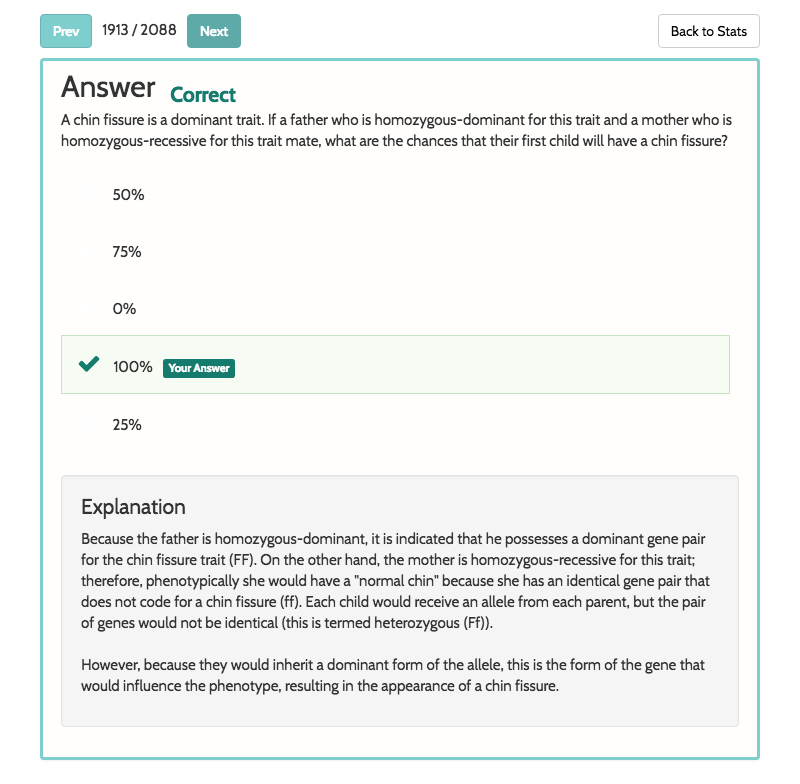 Prev 1913 / 2088 Next Back to Stats
Answer Correct
A chin fissure is a dominant trait. If a father who is homozygous-dominant for this trait and a mother who is
homozygous-recessive for this trait mate, what are the chances that their first child will have a chin fissure?
50%
75%
0%
100% Your Answer
25%
Explanation
Because the father is homozygous-dominant, it is indicated that he possesses a dominant gene pair
for the chin fissure trait (FF). On the other hand, the mother is homozygous-recessive for this trait;
therefore, phenotypically she would have a "normal chin" because she has an identical gene pair that
does not code for a chin fissure (ff). Each child would receive an allele from each parent, but the pair
of genes would not be identical (this is termed heterozygous (Ff)).
However, because they would inherit a dominant form of the allele, this is the form of the gene that
would influence the phenotype, resulting in the appearance of a chin fissure.